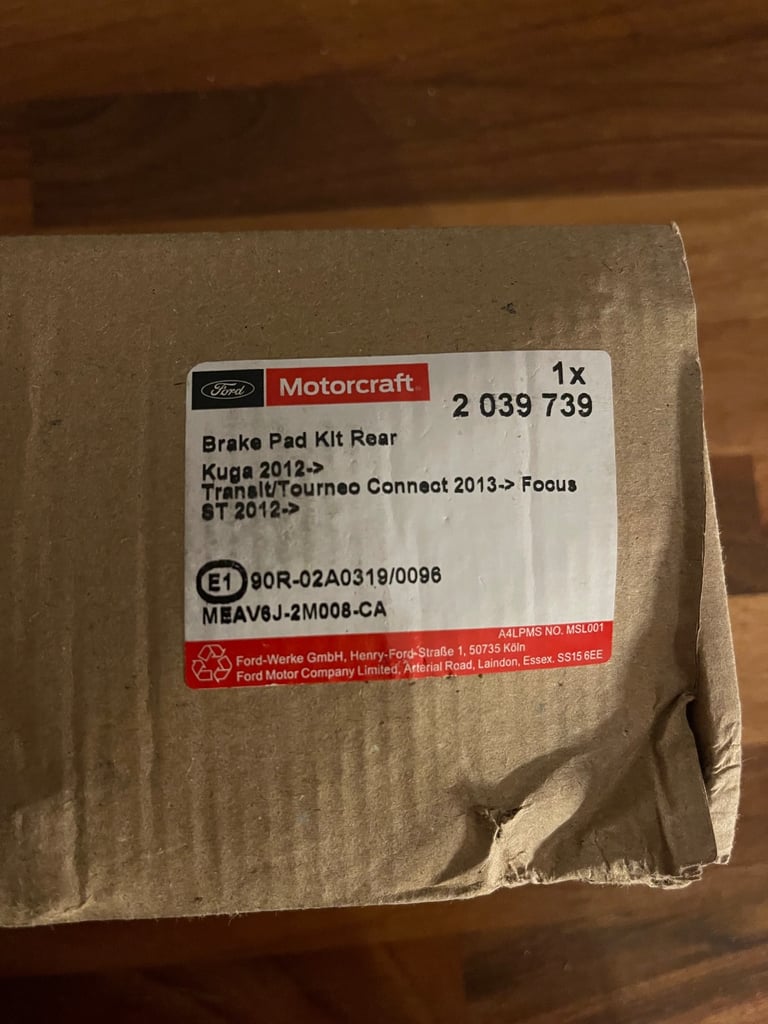 Ford Motorcraft
1x
2 039 739
Brake Pad Kit Rear
Kuga 2012->
Transit/Tourneo Connect 2013-> Focus
ST 2012->
E1 90R-02A0319/0096
MEAV6J-2M008-CA
A4LPMS NO. MSL001
Ford-Werke GmbH, Henry-Ford-Straße 1, 50735 Köln
Ford Motor Company Limited, Arterial Road, Laindon, Essex. SS15 6EE